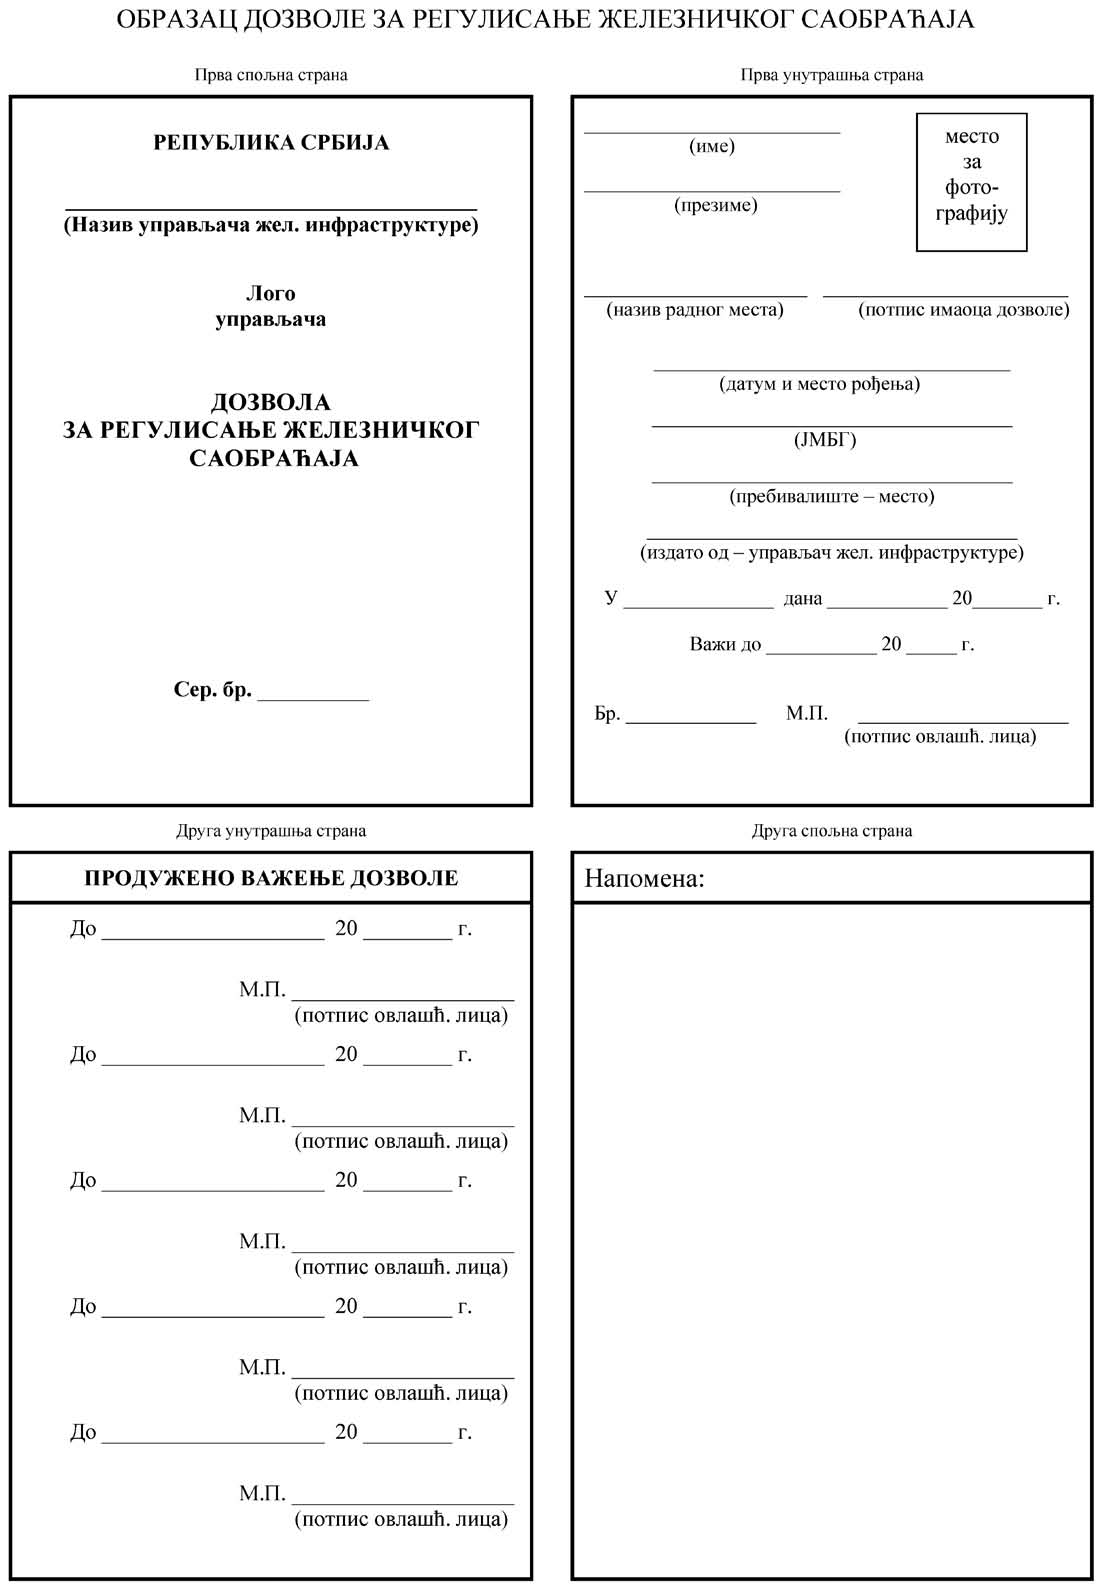 ОБРАЗАЦ ДОЗВОЛЕ ЗА РЕГУЛИСАЊЕ ЖЕЛЕЗНИЧКОГ САОБРАЋАЈА
Прва спољна страна
РЕПУБЛИКА СРБИЈА
(Назив управљача жел. инфраструктуре)
Лого
управљача
ДОЗВОЛА
ЗА РЕГУЛИСАЊЕ ЖЕЛЕЗНИЧКОГ
САОБРАЋАЈА
Сер. бр. __________
Прва унутрашња страна
(име)
(презиме)
место
за
фото-
графију
(назив радног места) (потпис имаоца дозволе)
(датум и место рођења)
(ЈМБГ)
(пребивалиште – место)
(издато од – управљач жел. инфраструктуре)
У _______________ дана ____________ 20_______ г.
Важи до ___________ 20 _____ г.
Бр. _____________ М.П. _____________________
(потпис овлашћ. лица)
Друга унутрашња страна
ПРОДУЖЕНО ВАЖЕЊЕ ДОЗВОЛЕ
До ____________________ 20 ________ г.
М.П. ____________________
(потпис овлашћ. лица)
До ____________________ 20 ________ г.
М.П. ____________________
(потпис овлашћ. лица)
До ____________________ 20 ________ г.
М.П. ____________________
(потпис овлашћ. лица)
До ____________________ 20 ________ г.
М.П. ____________________
(потпис овлашћ. лица)
До ____________________ 20 ________ г.
М.П. ____________________
(потпис овлашћ. лица)
Друга спољна страна
Напомена: